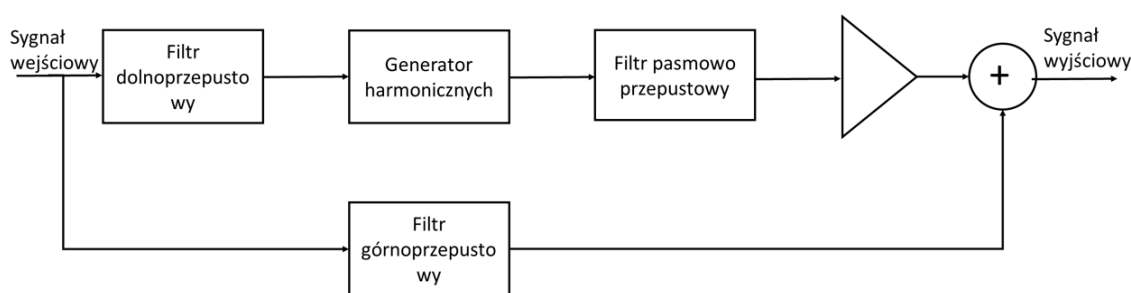 Sygnał
wejściowy
Filtr
dolnoprzepusto
wy
Generator
harmonicznych
Filtr pasmowo
przepustowy
+
Sygnał
wyjściowy
Filtr
górnoprzepusto
wy